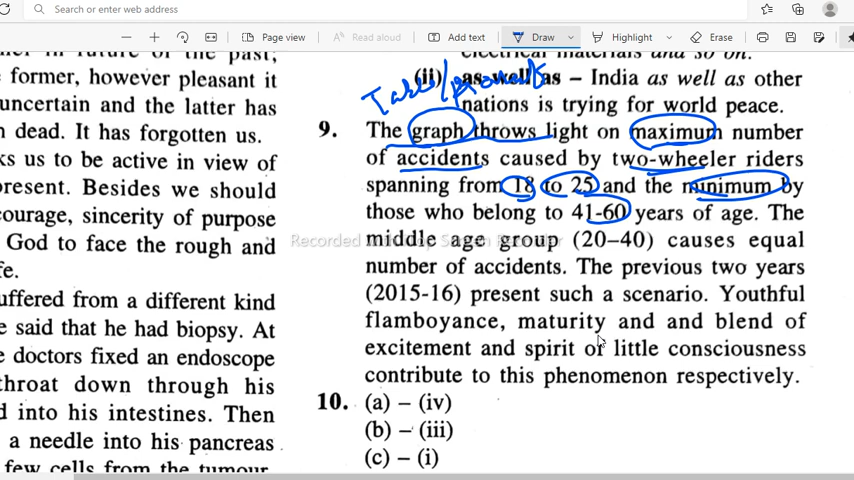 Search or enter web address
Page view
Read aloud
Add text
Draw
Highlight
Erase
former, however pleasant it
uncertain and the latter has
dead. It has forgotten us.
ks us to be active in view of
present. Besides we should
courage, sincerity of purpose
God to face the rough and
fe.
uffered from a different kind
e said that he had biopsy. At
e doctors fixed an endoscope
throat down through his
d into his intestines. Then
a needle into his pancreas
few cells from the tumour.
electrical materials and so on.
(ii) as well as – India as well as other
nations is trying for world peace.
Table/
9. The graph throws light on maximum number
of accidents caused by two-wheeler riders
spanning from 18 to 25 and the minimum by
those who belong to 41-60 years of age. The
middle age group (20–40) causes equal
number of accidents. The previous two years
(2015-16) present such a scenario. Youthful
flamboyance, maturity and and blend of
excitement and spirit of little consciousness
contribute to this phenomenon respectively.
10. (a) – (iv)
(b) – (iii)
(c) – (i)
Recorded with